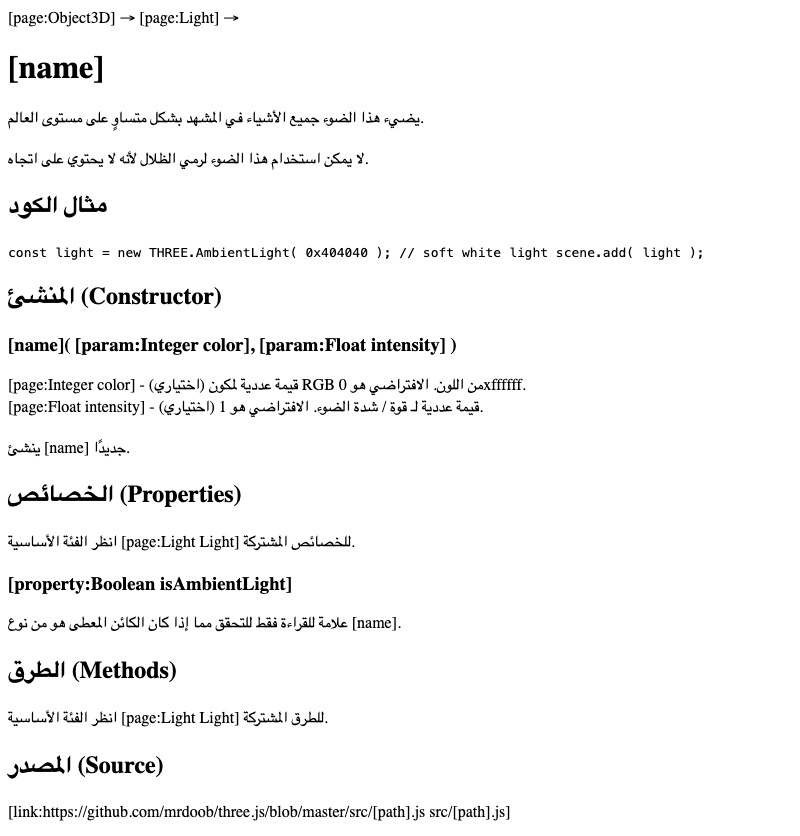 [page:Object3D] → [page:Light] →
[name]
يضيء هذا الضوء جميع الأشياء في المشهد بشكل متساوٍ على مستوى العالم.
لا يمكن استخدام هذا الضوء لرمي الظلال لأنه لا يحتوي على اتجاه.
مثال الكود
const light = new THREE.AmbientLight( 0x404040 ); // soft white light scene.add( light );
المنشئ (Constructor)
[name]( [param:Integer color], [param:Float intensity] )
[page:Integer color] - (اختياري) قيمة عددية لمكون RGB من اللون. الافتراضي هو 0xffffff.
[page:Float intensity] - (اختياري) قيمة عددية لـ قوة / شدة الضوء. الافتراضي هو 1.
ينشئ [name] جديدًا.
الخصائص (Properties)
انظر الفئة الأساسية [page:Light Light] للخصائص المشتركة.
[property:Boolean isAmbientLight]
علامة للقراءة فقط للتحقق مما إذا كان الكائن المعطى هو من نوع [name].
الطرق (Methods)
انظر الفئة الأساسية [page:Light Light] للطرق المشتركة.
المصدر (Source)
[link:https://github.com/mrdoob/three.js/blob/master/src/[path].js src/[path].js]